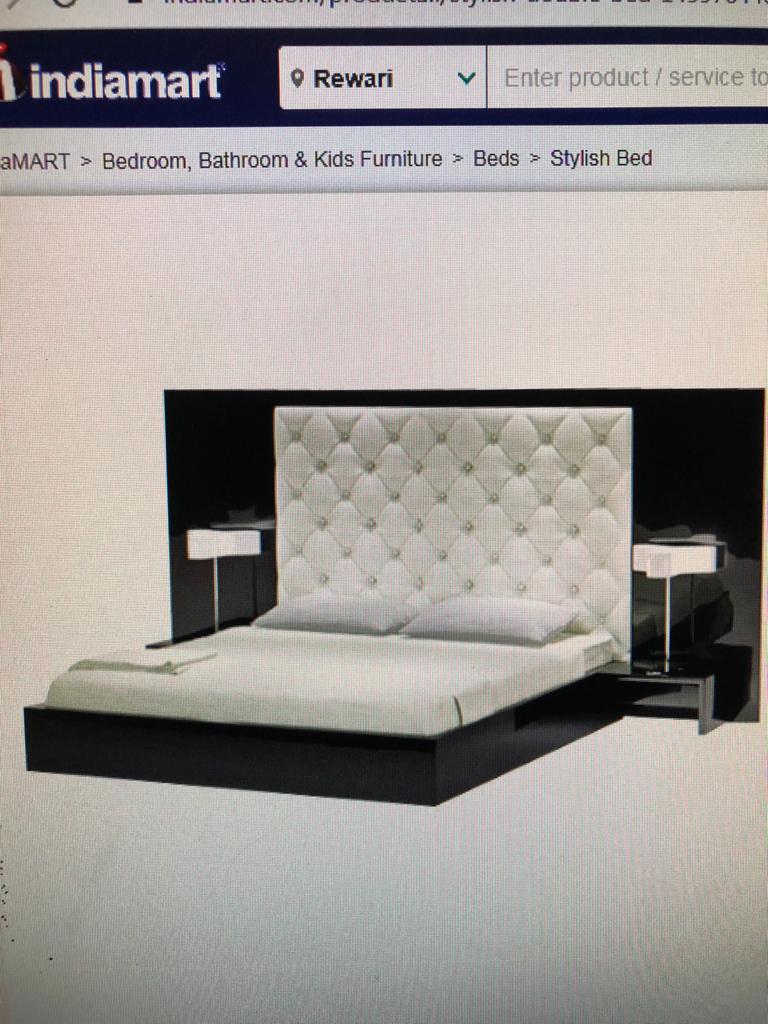 indiamart
Rewari
Enter product / service to
aMART > Bedroom, Bathroom & Kids Furniture > Beds > Stylish Bed